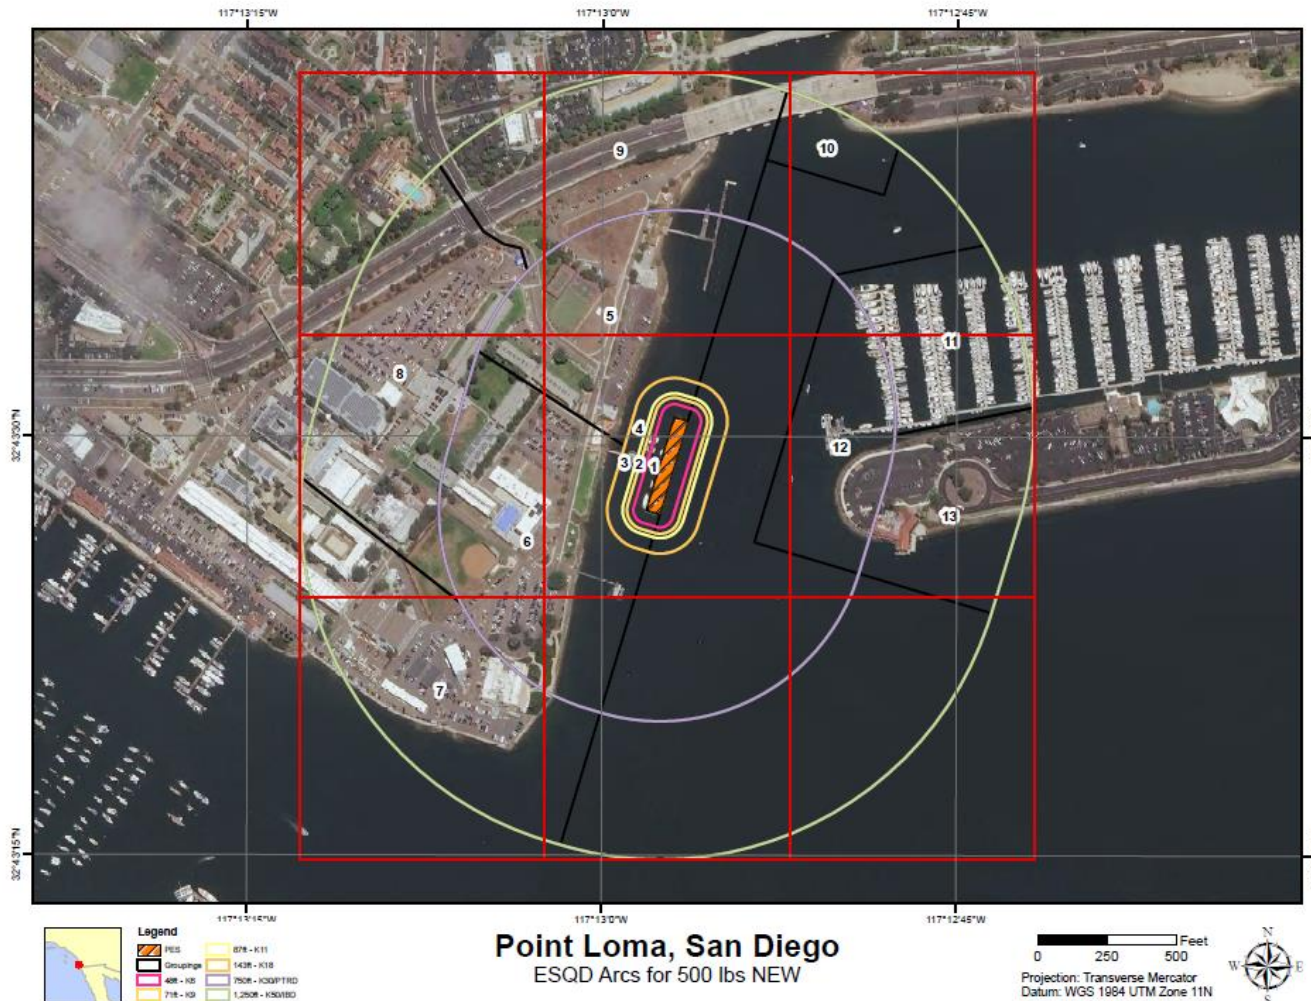 117°13'15"W 117°13'0"W 117°12'45"W
9
10
5
11
8
4
12
3 2 1
13
6
7
32°43'30"N
32°43'15"N
117°13'15"W 117°13'0"W 117°12'45"W
Legend
PES
Groupings
48ft - K6
71ft - K9
87ft - K11
143ft - K18
750ft - K30/PTRD
1,250ft - K50/IBD
Point Loma, San Diego
ESQD Arcs for 500 lbs NEW
Feet
0 250 500
Projection: Transverse Mercator
Datum: WGS 1984 UTM Zone 11N
N
W E
S